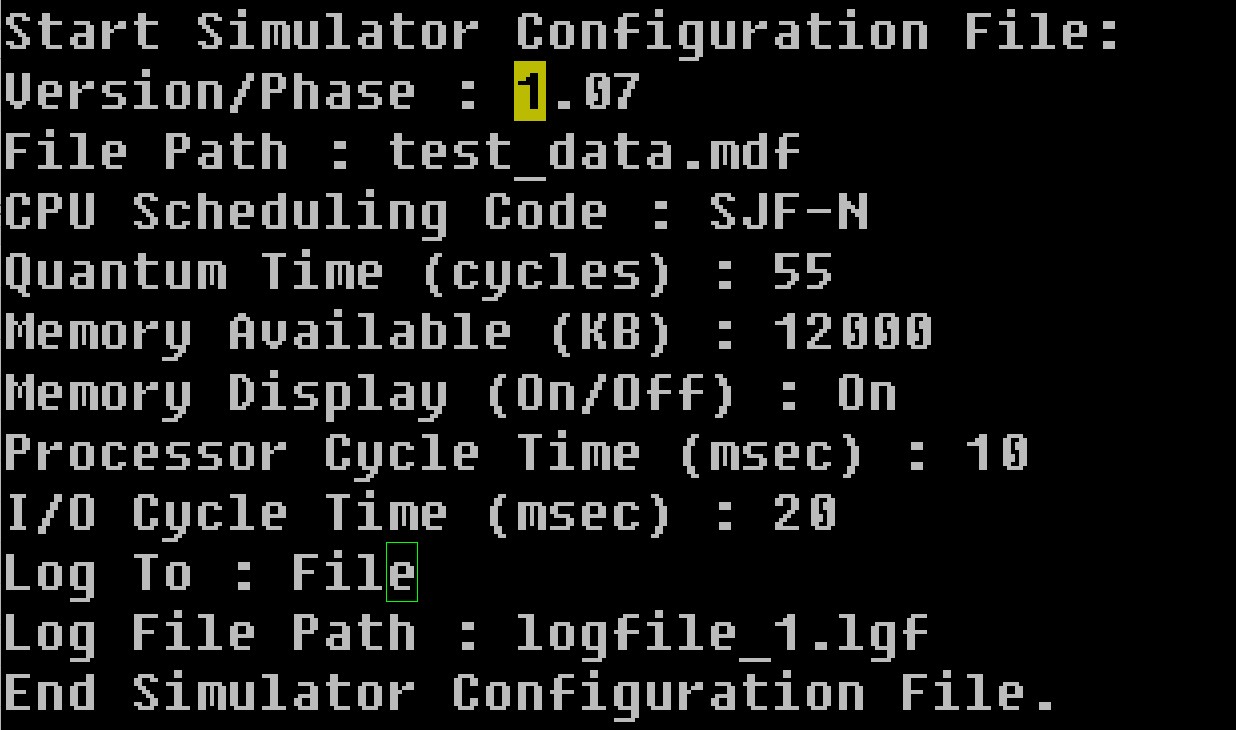 Start Simulator Configuration File:
Version/Phase : 1.07
File Path : test_data.mdf
CPU Scheduling Code : SJF-N
Quantum Time (cycles) : 55
Memory Available (KB) : 12000
Memory Display (On/Off) : On
Processor Cycle Time (msec) : 10
I/O Cycle Time (msec) : 20
Log To : File
Log File Path : logfile_1.lgf
End Simulator Configuration File.